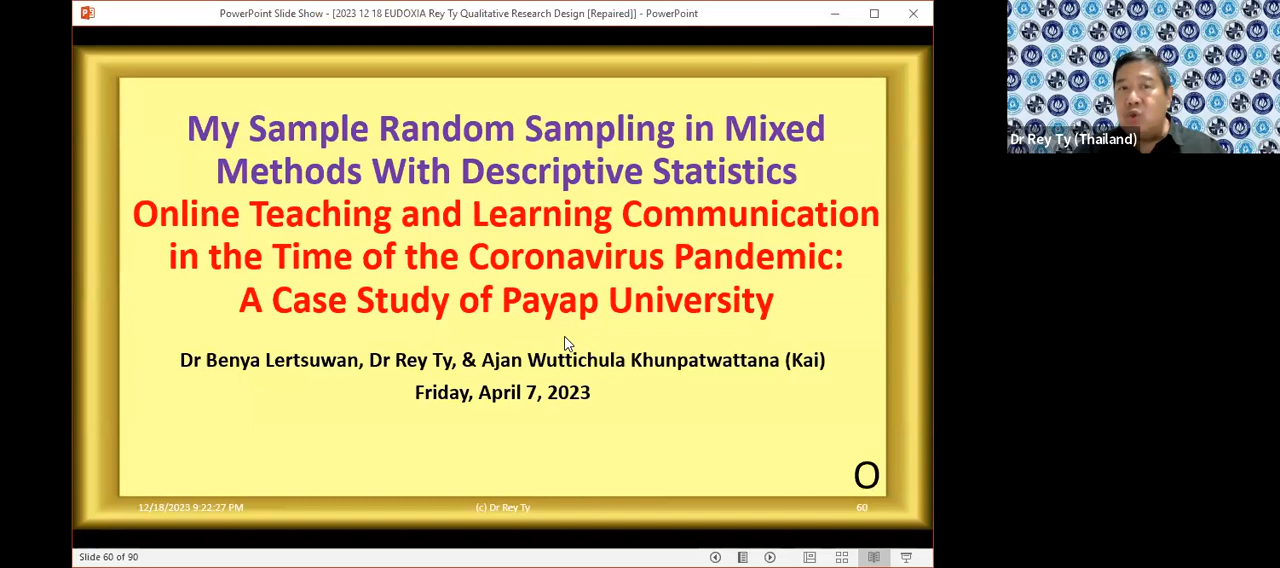 PowerPoint Slide Show - [2023 12 18 EUDOXIA Rey Ty Qualitative Research Design [Repaired]] - PowerPoint
My Sample Random Sampling in Mixed
Methods With Descriptive Statistics
Online Teaching and Learning Communication
in the Time of the Coronavirus Pandemic:
A Case Study of Payap University
Dr Benya Lertsuwan, Dr Rey Ty, & Ajan Wuttichula Khunpatwattana (Kai)
Friday, April 7, 2023
O
12/18/2023 9:22:27 PM (c) Dr Rey Ty 60
Slide 60 of 90
Dr Rey Ty (Thailand)